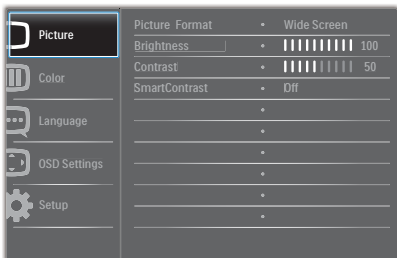 Picture
Color
Language
OSD Settings
Setup
Picture Format • Wide Screen
Brightness • 100
Contrast • 50
SmartContrast • Off
•
•
•
•
•
•